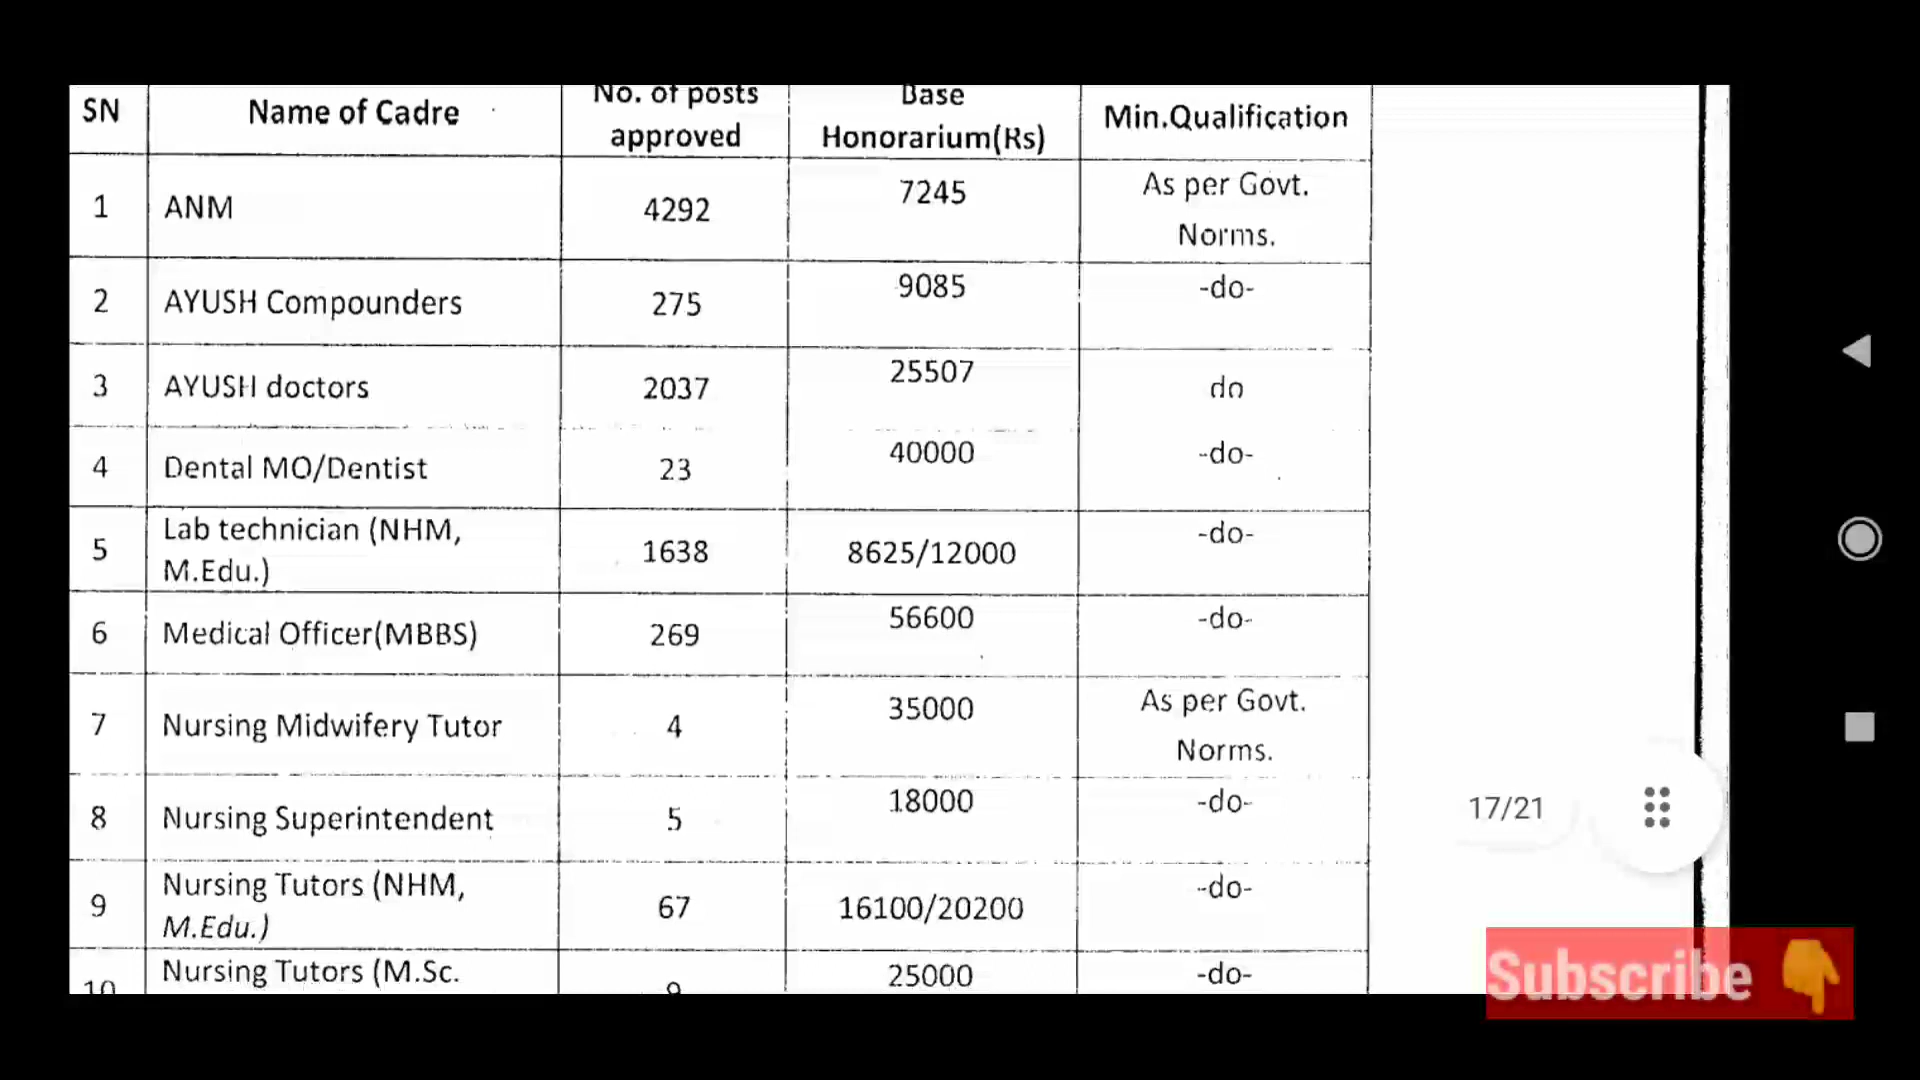 SN Name of Cadre No. of posts approved Base Honorarium(Rs) Min.Qualification
1 ANM 4292 7245 As per Govt. Norms.
2 AYUSH Compounders 275 9085 -do-
3 AYUSH doctors 2037 25507 do
4 Dental MO/Dentist 23 40000 -do-
5 Lab technician (NHM, M.Edu.) 1638 8625/12000 -do-
6 Medical Officer(MBBS) 269 56600 -do-
7 Nursing Midwifery Tutor 4 35000 As per Govt. Norms.
8 Nursing Superintendent 5 18000 -do-
9 Nursing Tutors (NHM, M.Edu.) 67 16100/20200 -do-
10 Nursing Tutors (M.Sc. 25000 -do-
17/21
Subscribe